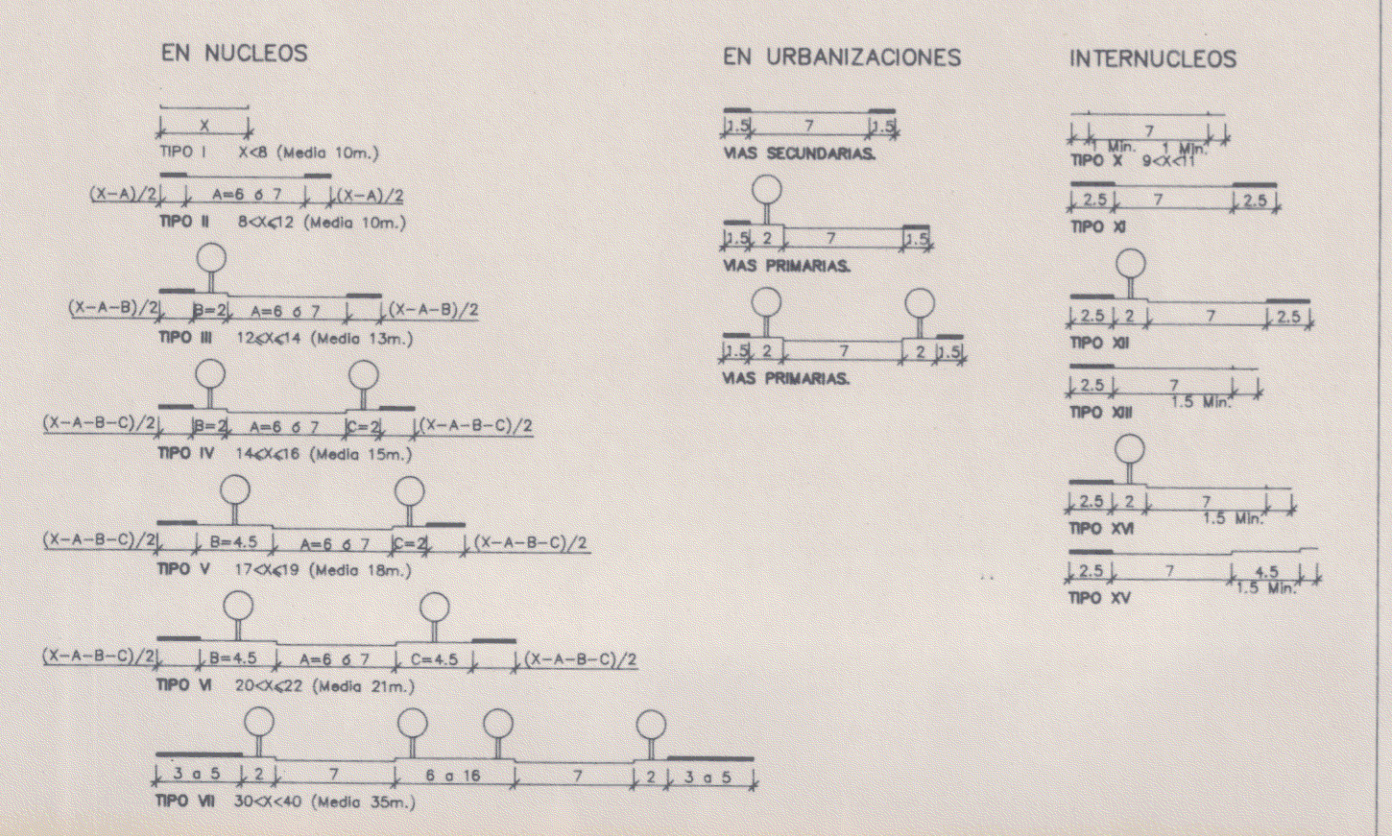 EN NUCLEOS
X
TIPO I X<8 (Media 10m.)
(X-A)/2 A=6 ó 7 (X-A)/2
TIPO II 8<X⩽12 (Media 10m.)
(X-A-B)/2 B=2 A=6 ó 7 (X-A-B)/2
TIPO III 12⩽X⩽14 (Media 13m.)
(X-A-B-C)/2 B=2 A=6 ó 7 C=2 (X-A-B-C)/2
TIPO IV 14⩽X⩽16 (Media 15m.)
(X-A-B-C)/2 B=4.5 A=6 ó 7 C=2 (X-A-B-C)/2
TIPO V 17<X⩽19 (Media 18m.)
(X-A-B-C)/2 B=4.5 A=6 ó 7 C=4.5 (X-A-B-C)/2
TIPO VI 20<X⩽22 (Media 21m.)
3 a 5 2 7 6 a 16 7 2 3 a 5
TIPO VII 30<X<40 (Media 35m.)
EN URBANIZACIONES
1.5 7 1.5
VIAS SECUNDARIAS.
1.5 2 7 1.5
VIAS PRIMARIAS.
1.5 2 7 2 1.5
VIAS PRIMARIAS.
INTERNUCLEOS
7
1 Min. 1 Min.
TIPO X 9<X<11
2.5 7 2.5
TIPO XI
2.5 2 7 2.5
TIPO XII
2.5 7
1.5 Min.
TIPO XIII
2.5 2 7
1.5 Min.
TIPO XVI
2.5 7 4.5
1.5 Min.
TIPO XV